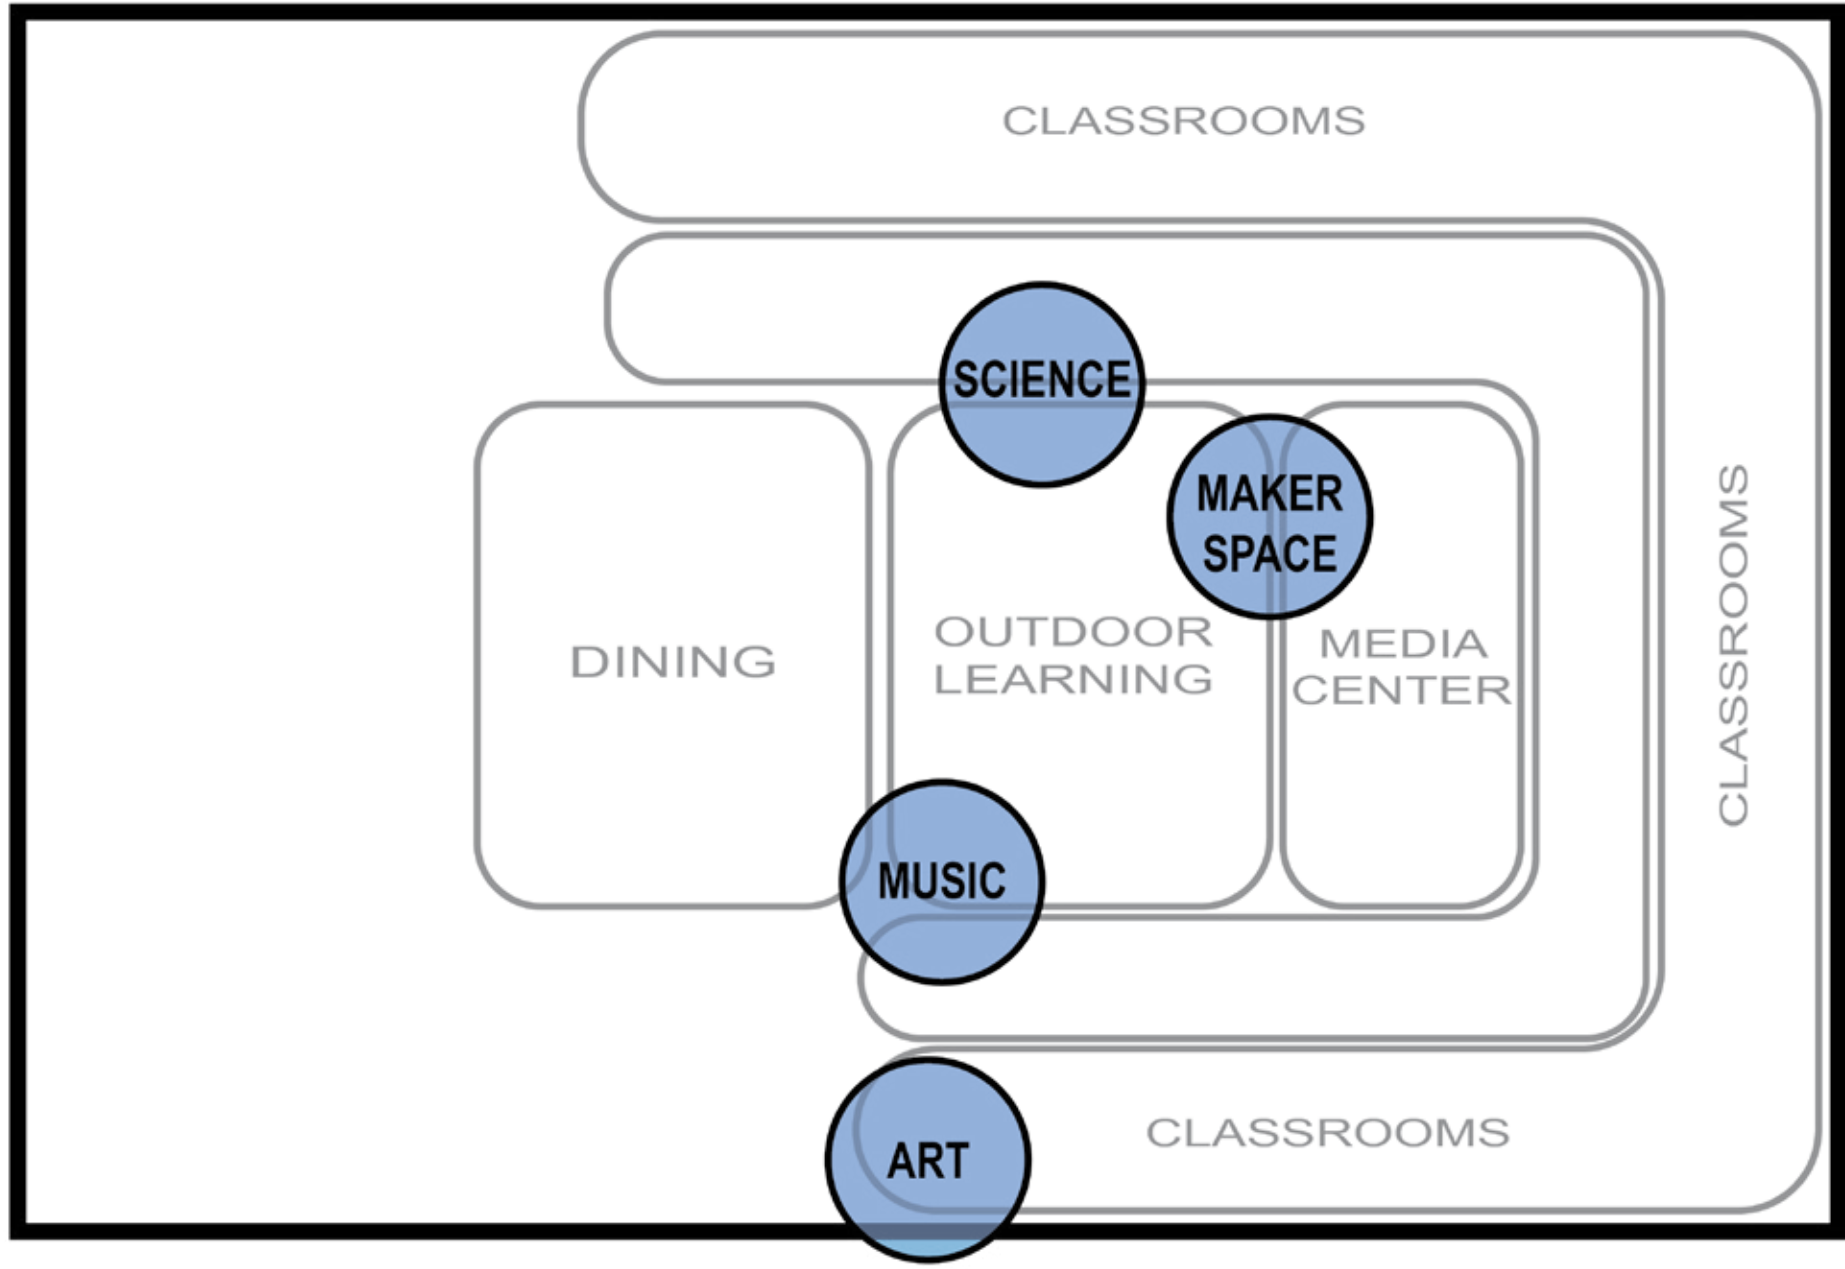 CLASSROOMS
SCIENCE
MAKER
SPACE
DINING
OUTDOOR
LEARNING
MEDIA
CENTER
CLASSROOMS
MUSIC
ART
CLASSROOMS